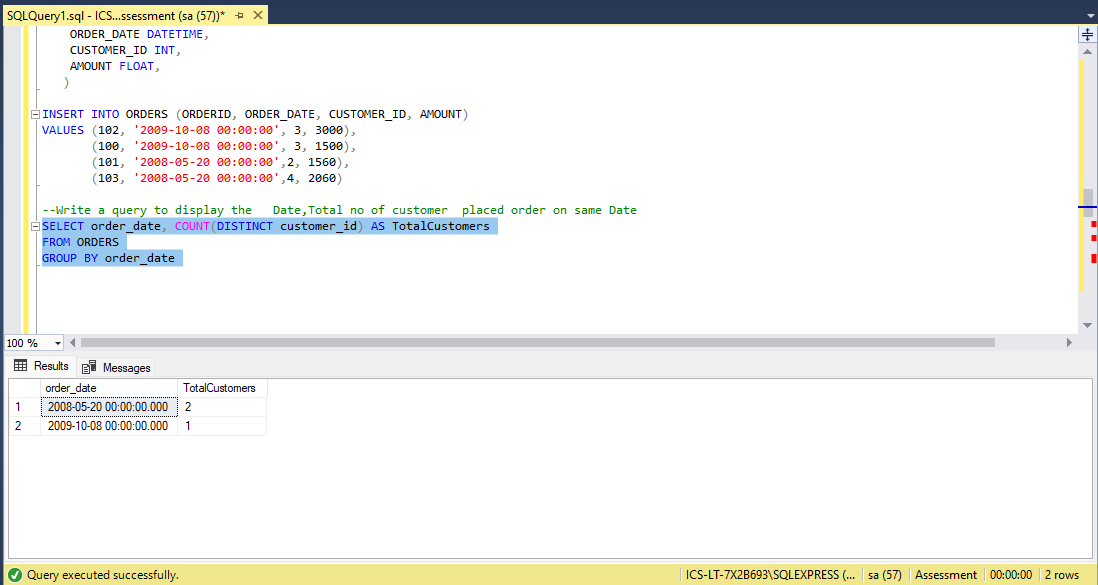 SQLQuery1.sql - ICS...ssessment (sa (57))*
ORDER_DATE DATETIME,
CUSTOMER_ID INT,
AMOUNT FLOAT,
)
INSERT INTO ORDERS (ORDERID, ORDER_DATE, CUSTOMER_ID, AMOUNT)
VALUES (102, '2009-10-08 00:00:00', 3, 3000),
(100, '2009-10-08 00:00:00', 3, 1500),
(101, '2008-05-20 00:00:00',2, 1560),
(103, '2008-05-20 00:00:00',4, 2060)
--Write a query to display the   Date,Total no of customer  placed order on same Date
SELECT order_date, COUNT(DISTINCT customer_id) AS TotalCustomers
FROM ORDERS
GROUP BY order_date
100 %
Results Messages
order_date TotalCustomers
1 2008-05-20 00:00:00.000 2
2 2009-10-08 00:00:00.000 1
Query executed successfully. ICS-LT-7X2B693\SQLEXPRESS (... sa (57) Assessment 00:00:00 2 rows